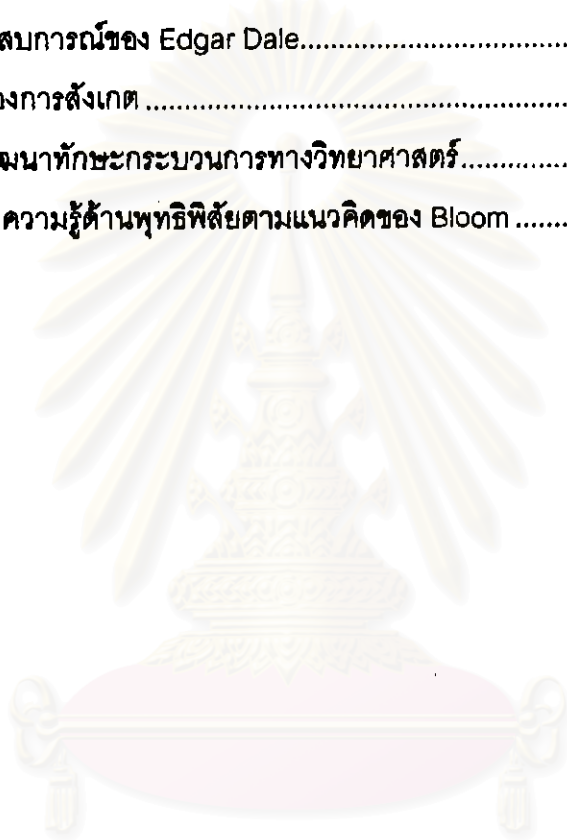 สบการณ์ของ Edgar Dale..................................
องการสังเกต ....................................................
ฒนาทักษะกระบวนการทางวิทยาศาสตร์..............
ความรู้ด้านพุทธิพิสัยตามแนวคิดของ Bloom .......